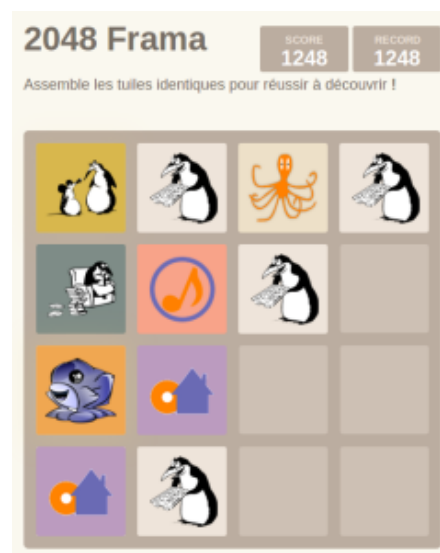 2048 Frama
SCORE
1248
RECORD
1248
Assemble les tuiles identiques pour réussir à découvrir !